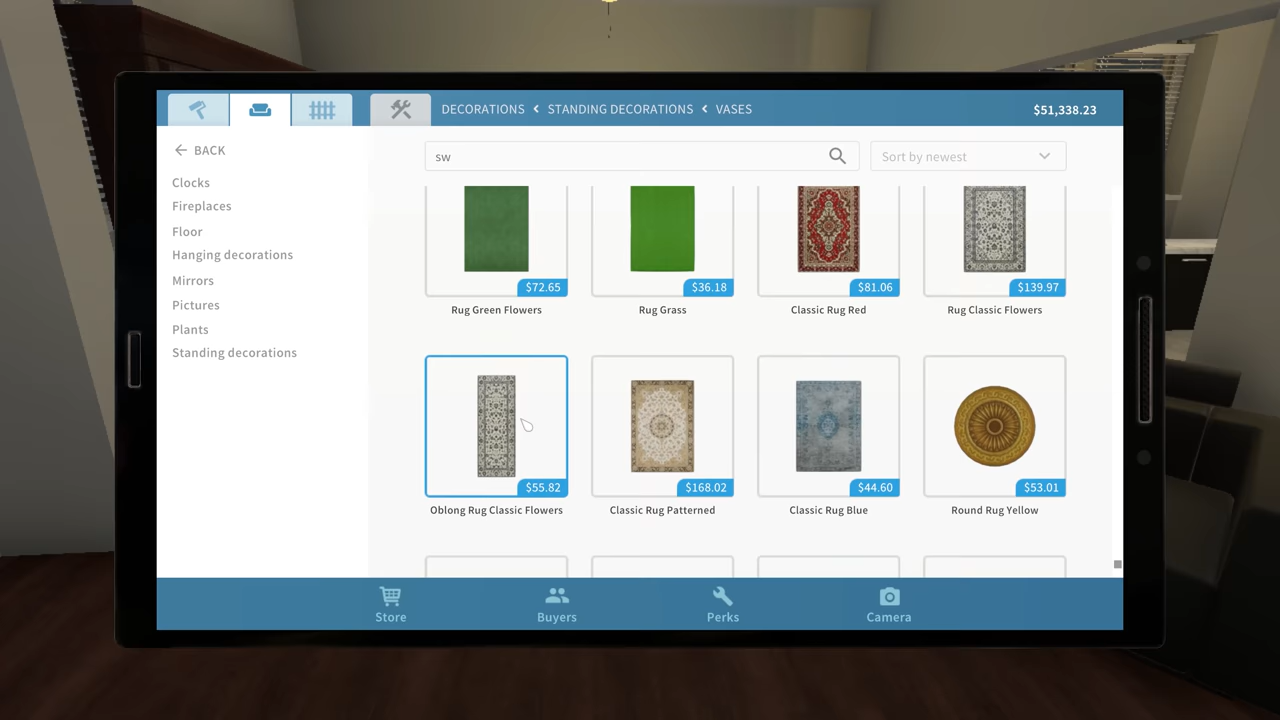 DECORATIONS < STANDING DECORATIONS < VASES
$51,338.23
BACK
sw
Sort by newest
Clocks
Fireplaces
Floor
Hanging decorations
Mirrors
Pictures
Plants
Standing decorations
$72.65
$36.18
$81.06
$139.97
Rug Green Flowers
Rug Grass
Classic Rug Red
Rug Classic Flowers
$55.82
$168.02
$44.60
$53.01
Oblong Rug Classic Flowers
Classic Rug Patterned
Classic Rug Blue
Round Rug Yellow
Store
Buyers
Perks
Camera